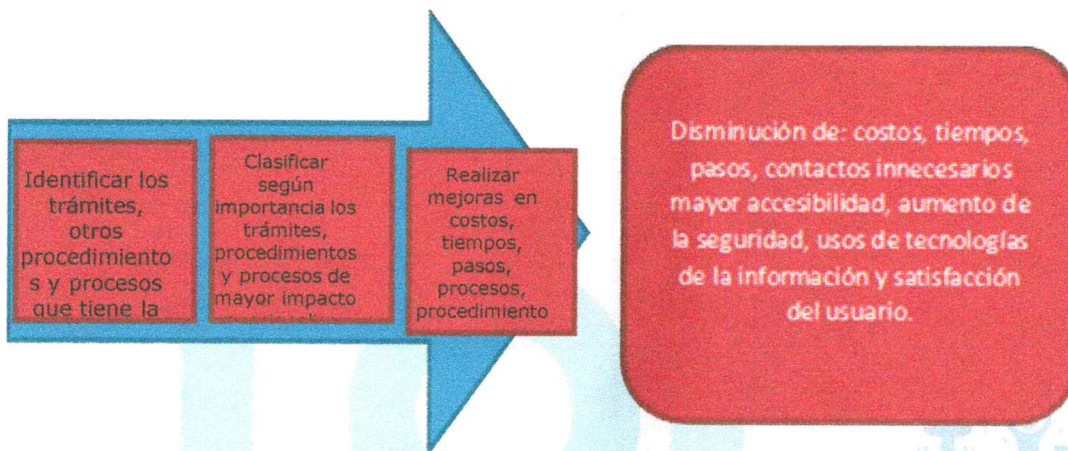 Identificar los
trámites,
otros
procedimiento
s y procesos
que tiene la
Clasificar
según
importancia los
trámites,
procedimientos
y procesos de
mayor impacto
Realizar
mejoras en
costos,
tiempos,
pasos,
procesos,
procedimiento
Disminución de: costos, tiempos,
pasos, contactos innecesarios
mayor accesibilidad, aumento de
la seguridad, usos de tecnologías
de la información y satisfacción
del usuario.